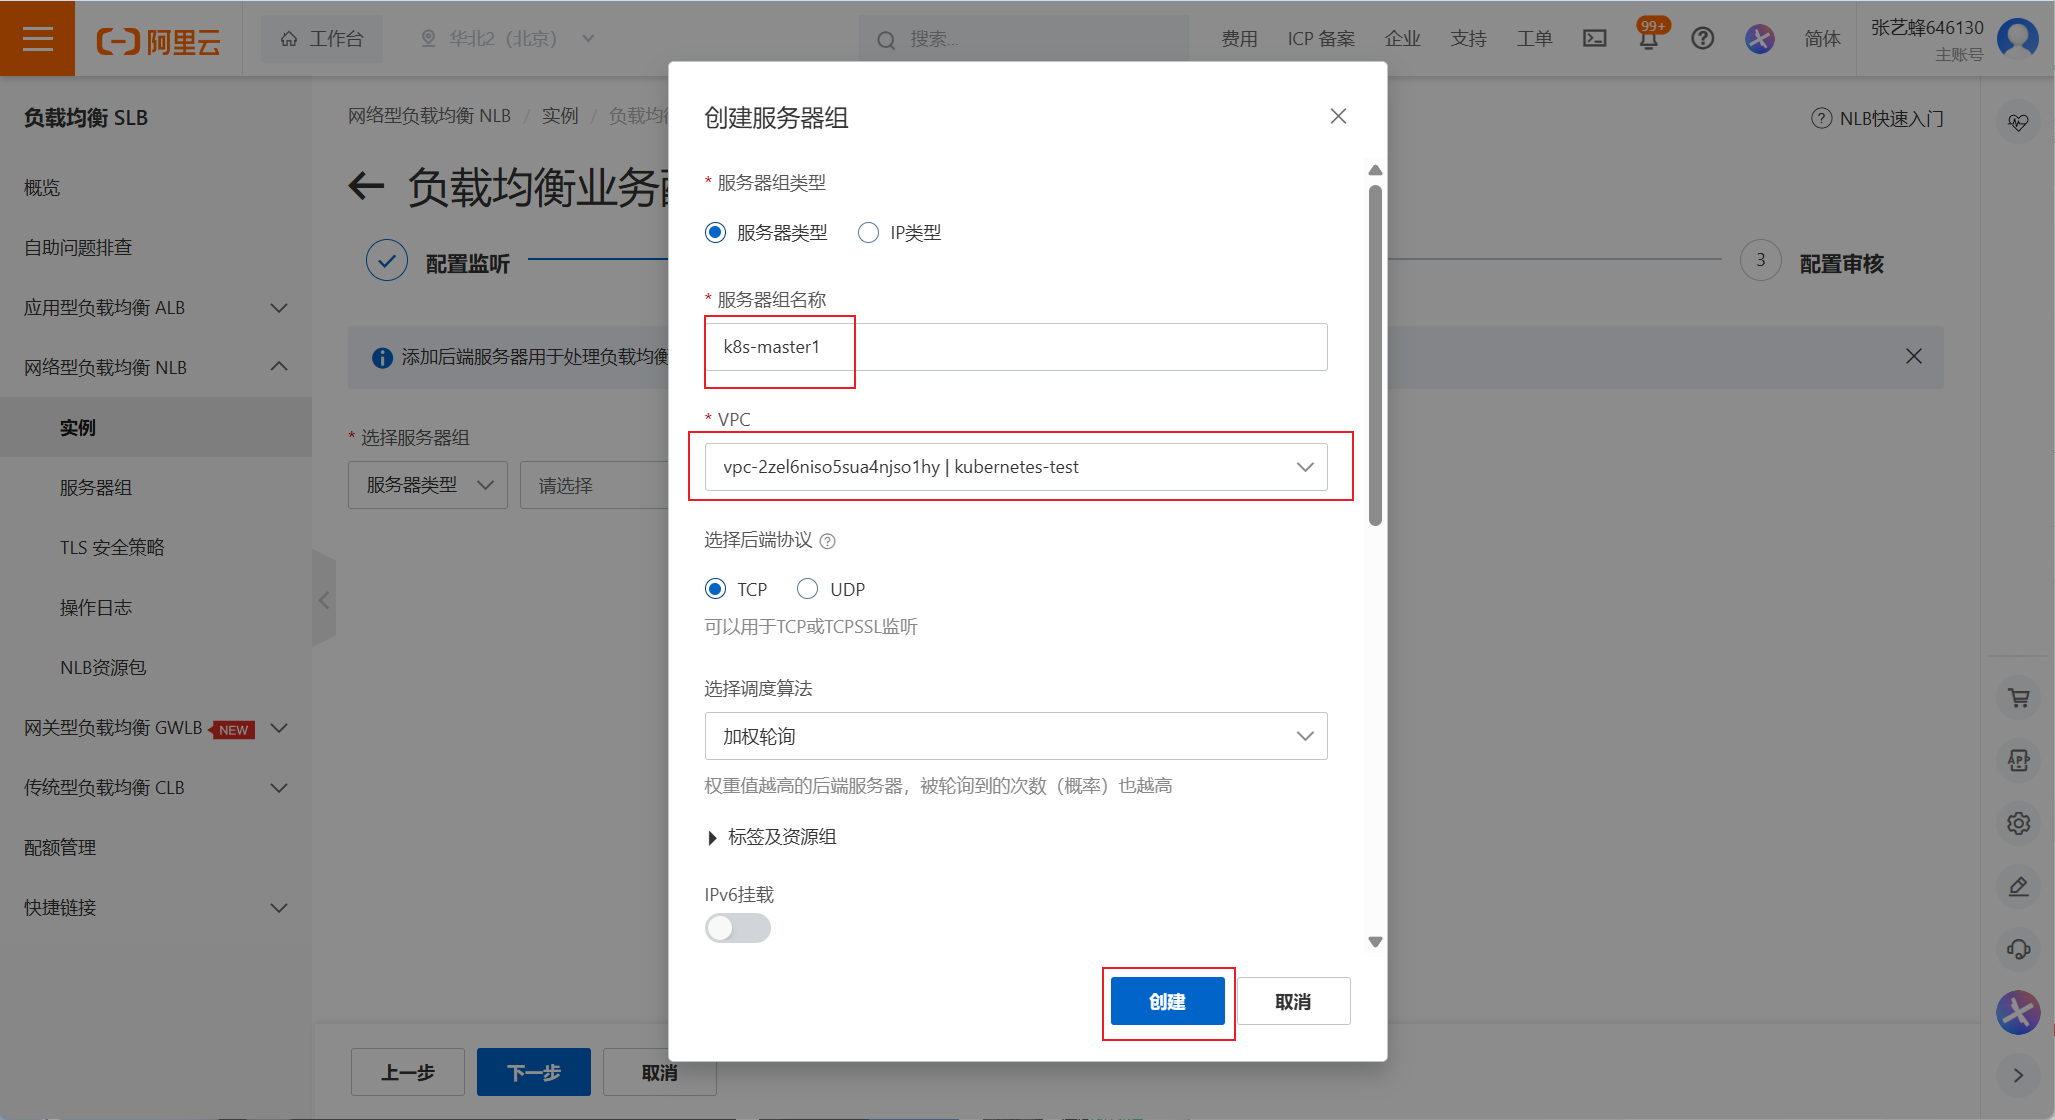 阿里云
工作台
华北2（北京）
搜索...
费用
ICP 备案
企业
支持
工单
99+
简体
张艺蜂646130
主账号
负载均衡 SLB
概览
自助问题排查
应用型负载均衡 ALB
网络型负载均衡 NLB
实例
服务器组
TLS 安全策略
操作日志
NLB资源包
网关型负载均衡 GWLB NEW
传统型负载均衡 CLB
配额管理
快捷链接
网络型负载均衡 NLB / 实例 / 负载均
NLB快速入门
负载均衡业务
配置监听
3
配置审核
添加后端服务器用于处理负载均衡
* 选择服务器组
服务器类型
请选择
上一步
下一步
取消
创建服务器组
* 服务器组类型
服务器类型
IP类型
* 服务器组名称
k8s-master1
* VPC
vpc-2zel6niso5sua4njso1hy | kubernetes-test
选择后端协议
TCP
UDP
可以用于TCP或TCPSSL监听
选择调度算法
加权轮询
权重值越高的后端服务器，被轮询到的次数（概率）也越高
标签及资源组
IPv6挂载
创建
取消
APP